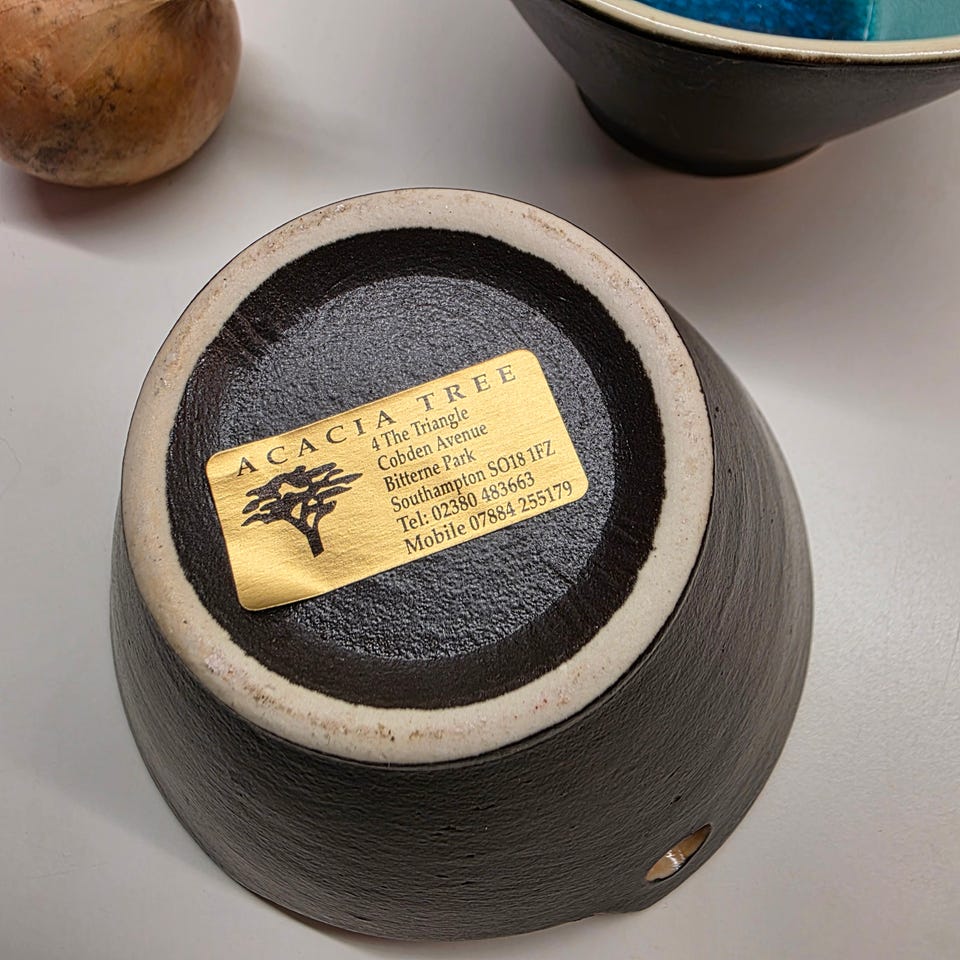 ACACIA TREE
4 The Triangle
Cobden Avenue
Bitterne Park
Southampton SO18 1FZ
Tel: 02380 483663
Mobile 07884 255179